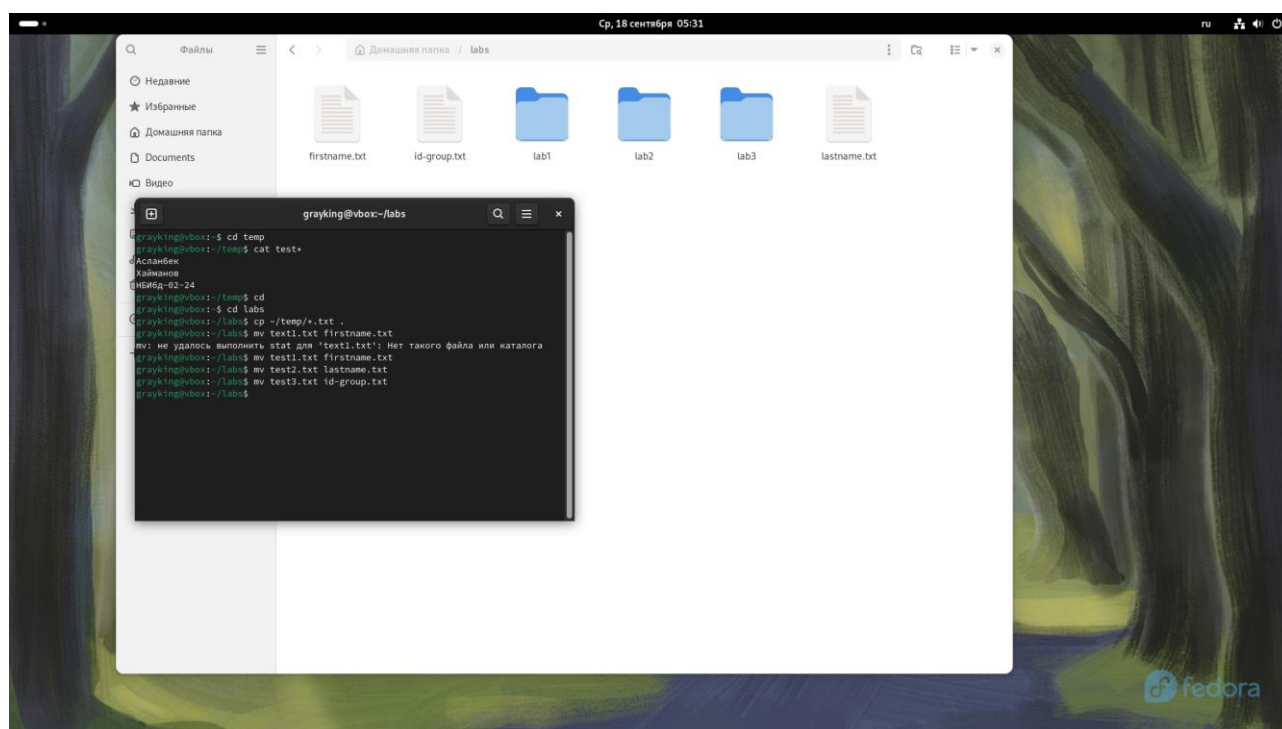 Ср, 18 сентября 05:31
ru
Файлы
Домашняя папка / labs
Недавние
Избранные
Домашняя папка
Documents
Видео
firstname.txt
id-group.txt
lab1
lab2
lab3
lastname.txt
grayking@vbox:~/labs
grayking@vbox:~$ cd temp
grayking@vbox:~/temp$ cat test*
Асланбек
Хайманов
НБИбд-02-24
grayking@vbox:~/temp$ cd
grayking@vbox:~$ cd labs
grayking@vbox:~/labs$ cp ~/temp/*.txt .
grayking@vbox:~/labs$ mv text1.txt firstname.txt
mv: не удалось выполнить stat для 'text1.txt': Нет такого файла или каталога
grayking@vbox:~/labs$ mv test1.txt firstname.txt
grayking@vbox:~/labs$ mv test2.txt lastname.txt
grayking@vbox:~/labs$ mv test3.txt id-group.txt
grayking@vbox:~/labs$
fedora